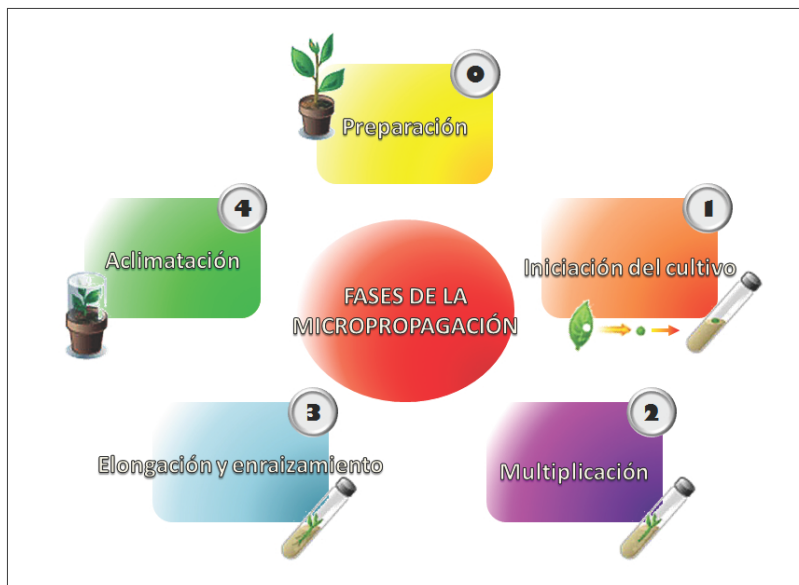 0
Preparación
1
Iniciación del cultivo
2
Multiplicación
3
Elongación y enraizamiento
4
Aclimatación
FASES DE LA
MICROPROPAGACIÓN